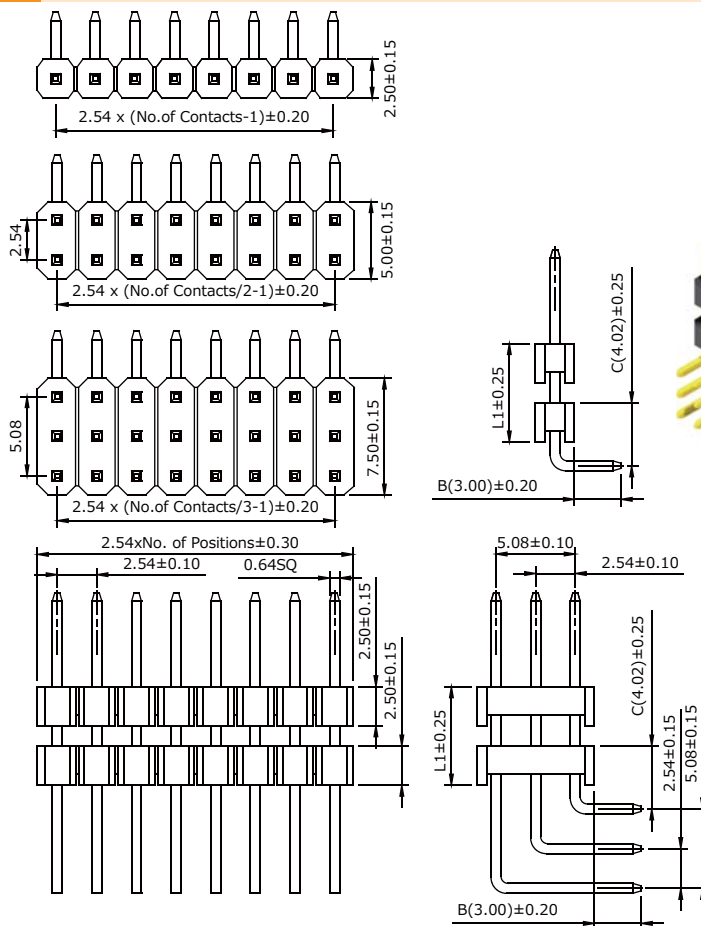 2.50±0.15
2.54 x (No.of Contacts-1)±0.20
2.54
5.00±0.15
2.54 x (No.of Contacts/2-1)±0.20
5.08
7.50±0.15
2.54 x (No.of Contacts/3-1)±0.20
L1±0.25
C(4.02)±0.25
B(3.00)±0.20
2.54xNo. of Positions±0.30
2.54±0.10
0.64SQ
2.50±0.15
2.50±0.15
5.08±0.10
2.54±0.10
L1±0.25
C(4.02)±0.25
2.54±0.15
5.08±0.15
B(3.00)±0.20